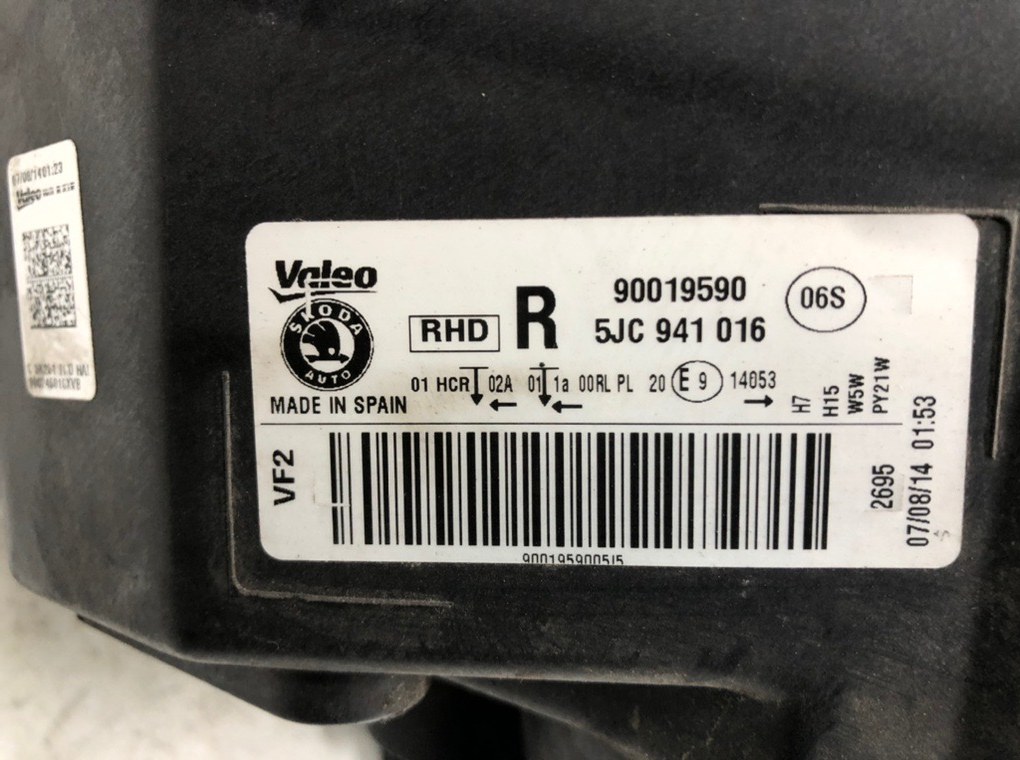 Valeo
ŠKODA
AUTO
RHD
R
90019590
5JC 941 016
06S
01 HCR 02A 01 1a 00RL PL 20 E 9 14053
MADE IN SPAIN
H7
H15
W5W
PY21W
VF2
2695
07/08/14 01:53
Valeo